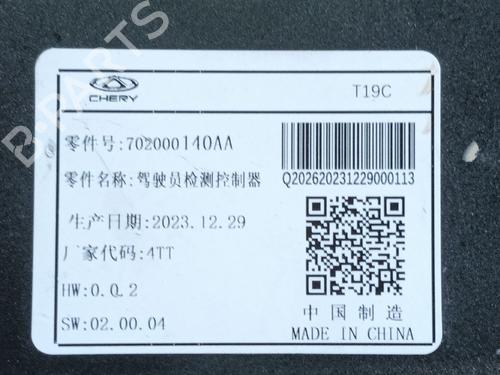 CHERY
T19C
零件号:702000140AA
零件名称:驾驶员检测控制器
Q202620231229000113
生产日期:2023.12.29
厂家代码:4TT
HW:0.0.2
SW:02.00.04
中国制造
MADE IN CHINA
B-PARTS